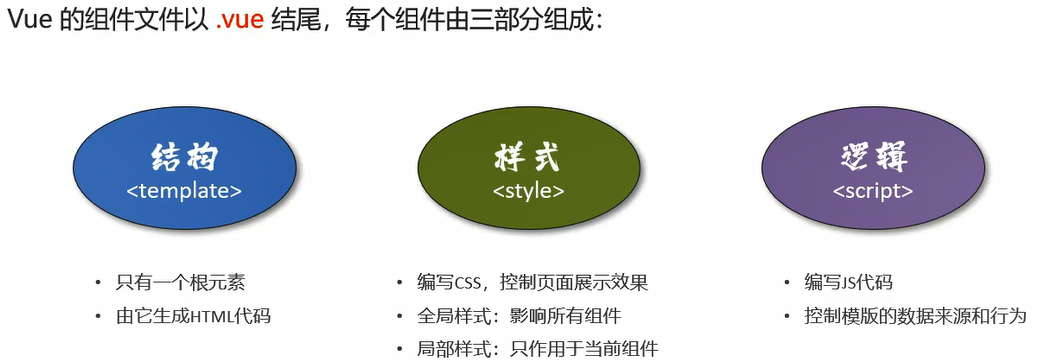 Vue 的组件文件以 .vue 结尾，每个组件由三部分组成：
结构
<template>
样式
<style>
逻辑
<script>
• 只有一个根元素
• 由它生成HTML代码
• 编写CSS，控制页面展示效果
• 全局样式：影响所有组件
• 局部样式：只作用于当前组件
• 编写JS代码
• 控制模版的数据来源和行为